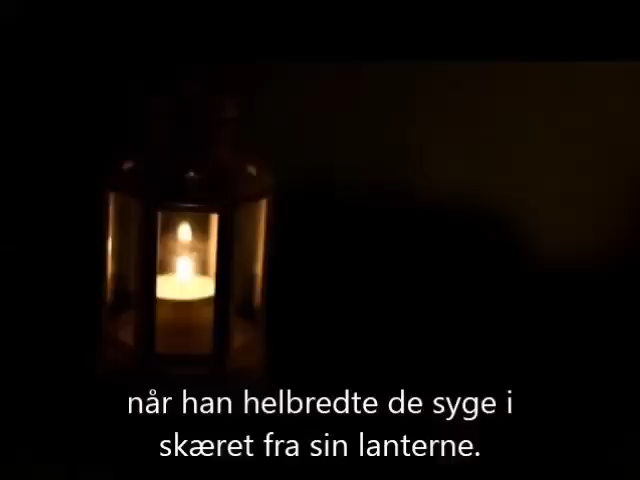 når han helbredte de syge i
skæret fra sin lanterne.